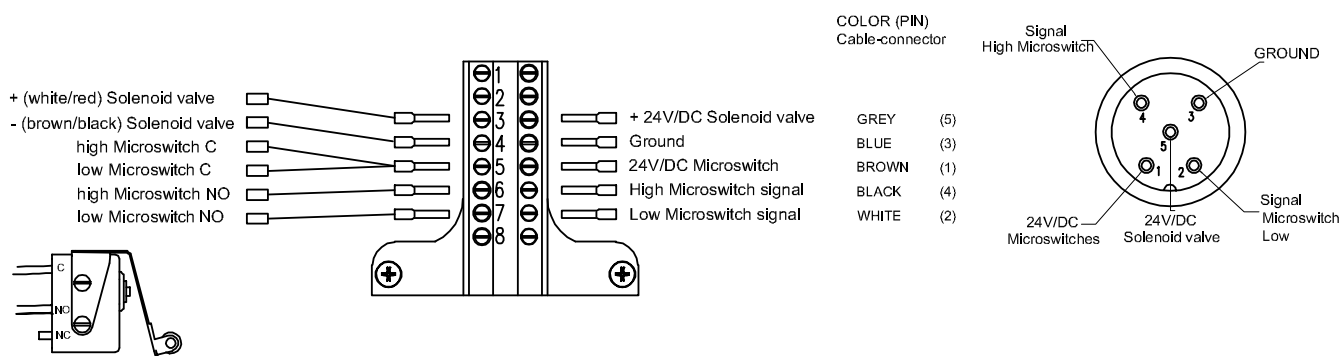 COLOR (PIN)
Cable-connector
+ (white/red) Solenoid valve
- (brown/black) Solenoid valve
high Microswitch C
low Microswitch C
high Microswitch NO
low Microswitch NO
1
2
3
4
5
6
7
8
+ 24V/DC Solenoid valve GREY (5)
Ground BLUE (3)
24V/DC Microswitch BROWN (1)
High Microswitch signal BLACK (4)
Low Microswitch signal WHITE (2)
Signal
High Microswitch
GROUND
4
3
5
1
2
24V/DC
Microswitches
24V/DC
Solenoid valve
Signal
Microswitch
Low
C
NO
NC